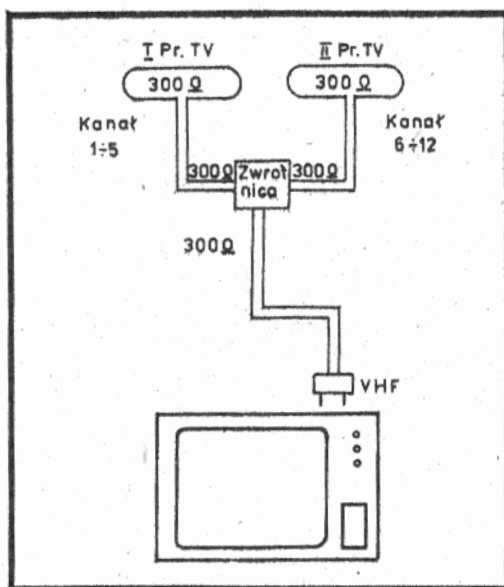 I Pr. TV
II Pr. TV
300 Ω
300 Ω
Kanał
1÷5
Kanał
6÷12
300Ω
Zwrot
nica
300Ω
300Ω
VHF